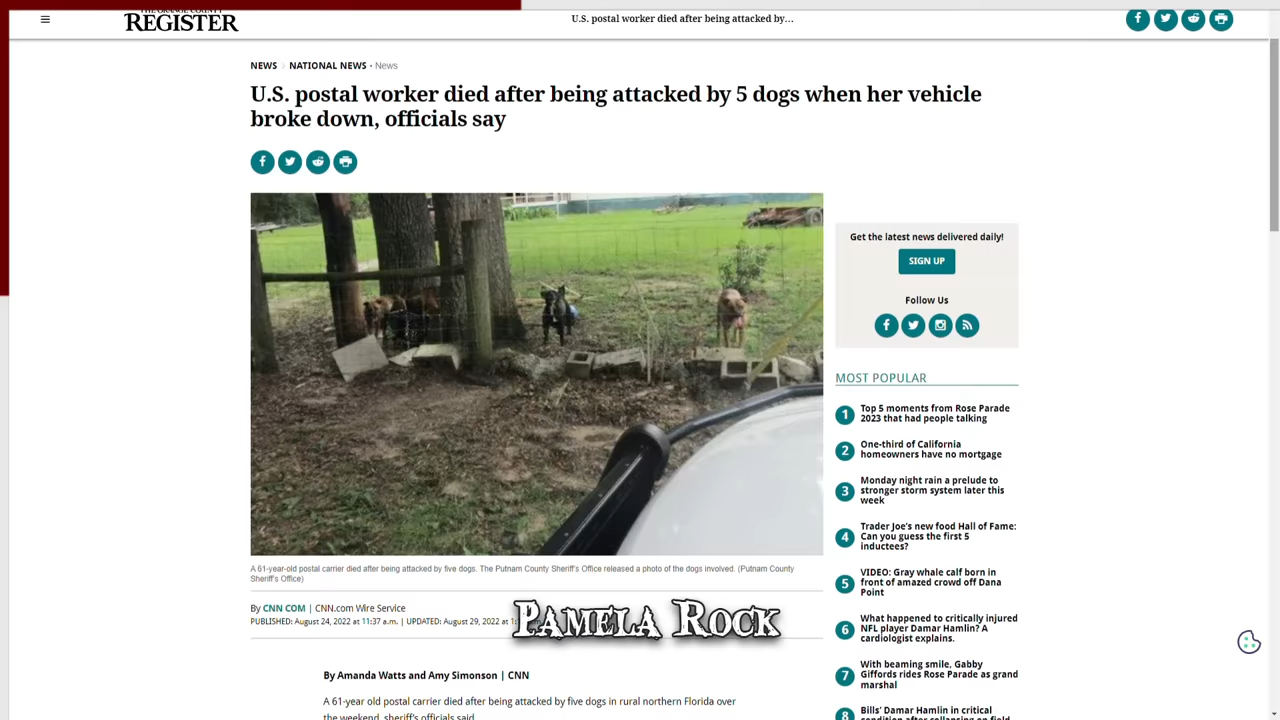 THE ORANGE COUNTY
REGISTER
U.S. postal worker died after being attacked by...
NEWS › NATIONAL NEWS • News
U.S. postal worker died after being attacked by 5 dogs when her vehicle
broke down, officials say
A 61-year-old postal carrier died after being attacked by five dogs. The Putnam County Sheriff's Office released a photo of the dogs involved. (Putnam County
Sheriff's Office)
By CNN COM | CNN.com Wire Service
PUBLISHED: August 24, 2022 at 11:37 a.m. | UPDATED: August 29, 2022 at
PAMELA ROCK
By Amanda Watts and Amy Simonson | CNN
A 61-year old postal carrier died after being attacked by five dogs in rural northern Florida over
the weekend, sheriff's officials said
Get the latest news delivered daily!
SIGN UP
Follow Us
MOST POPULAR
1 Top 5 moments from Rose Parade
2023 that had people talking
2 One-third of California
homeowners have no mortgage
3 Monday night rain a prelude to
stronger storm system later this
week
4 Trader Joe's new food Hall of Fame:
Can you guess the first 5
inductees?
5 VIDEO: Gray whale calf born in
front of amazed crowd off Dana
Point
6 What happened to critically injured
NFL player Damar Hamlin? A
cardiologist explains.
7 With beaming smile, Gabby
Giffords rides Rose Parade as grand
marshal
8 Bills' Damar Hamlin in critical
condition after collapsing on field